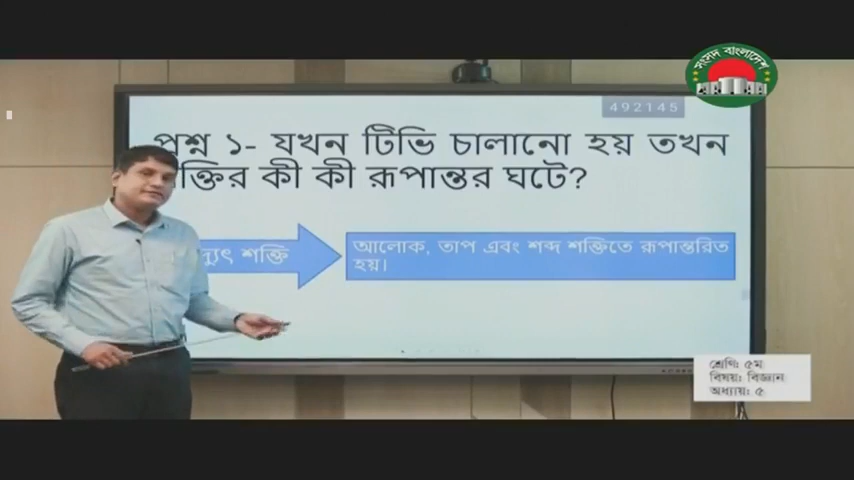 সংসদ বাংলাদেশ
492145
প্রশ্ন ১- যখন টিভি চালানো হয় তখন
ক্তির কী কী রূপান্তর ঘটে?
দ্যুৎ শক্তি
আলোক, তাপ এবং শব্দ শক্তিতে রূপান্তরিত
হয়।
শ্রেণি: ৫ম
বিষয়: বিজ্ঞান
অধ্যায়: ৫